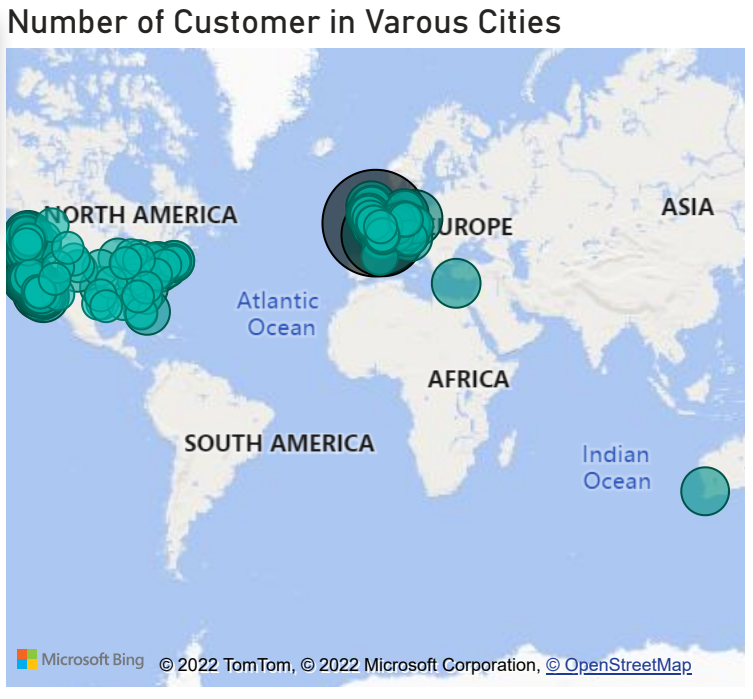 Number of Customer in Varous Cities
NORTH AMERICA
EUROPE
ASIA
Atlantic
Ocean
AFRICA
SOUTH AMERICA
Indian
Ocean
Microsoft Bing
© 2022 TomTom, © 2022 Microsoft Corporation, © OpenStreetMap